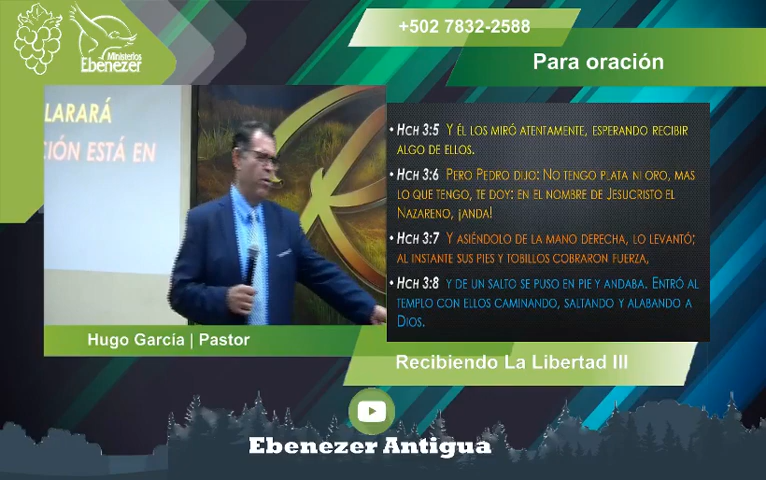 +502 7832-2588
Ministerios
Ebenezer
Para oración
LARARÁ
CIÓN ESTÁ EN
• Hch 3:5 Y ÉL LOS MIRÓ ATENTAMENTE, ESPERANDO RECIBIR
ALGO DE ELLOS.
• Hch 3:6 PERO PEDRO DIJO: NO TENGO PLATA NI ORO, MAS
LO QUE TENGO, TE DOY: EN EL NOMBRE DE JESUCRISTO EL
NAZARENO, ¡ANDA!
• Hch 3:7 Y ASIÉNDOLO DE LA MANO DERECHA, LO LEVANTÓ;
AL INSTANTE SUS PIES Y TOBILLOS COBRARON FUERZA,
• Hch 3:8 Y DE UN SALTO SE PUSO EN PIE Y ANDABA. ENTRÓ AL
TEMPLO CON ELLOS CAMINANDO, SALTANDO Y ALABANDO A
DIOS.
Hugo García | Pastor
Recibiendo La Libertad III
Ebenezer Antigua